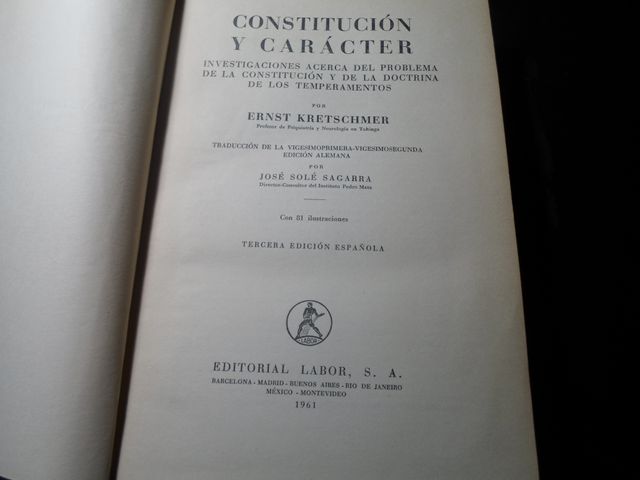 CONSTITUCIÓN
Y CARÁCTER
INVESTIGACIONES ACERCA DEL PROBLEMA
DE LA CONSTITUCIÓN Y DE LA DOCTRINA
DE LOS TEMPERAMENTOS
POR
ERNST KRETSCHMER
Profesor de Psiquiatría y Neurología en Tubinga
TRADUCCIÓN DE LA VIGESIMOPRIMERA-VIGESIMOSEGUNDA
EDICIÓN ALEMANA
POR
JOSÉ SOLÉ SAGARRA
Director-Consultor del Instituto Pedro Mata
Con 81 ilustraciones
TERCERA EDICIÓN ESPAÑOLA
LABOR
EDITORIAL LABOR, S. A.
BARCELONA - MADRID - BUENOS AIRES - RIO DE JANEIRO
MÉXICO - MONTEVIDEO
1961